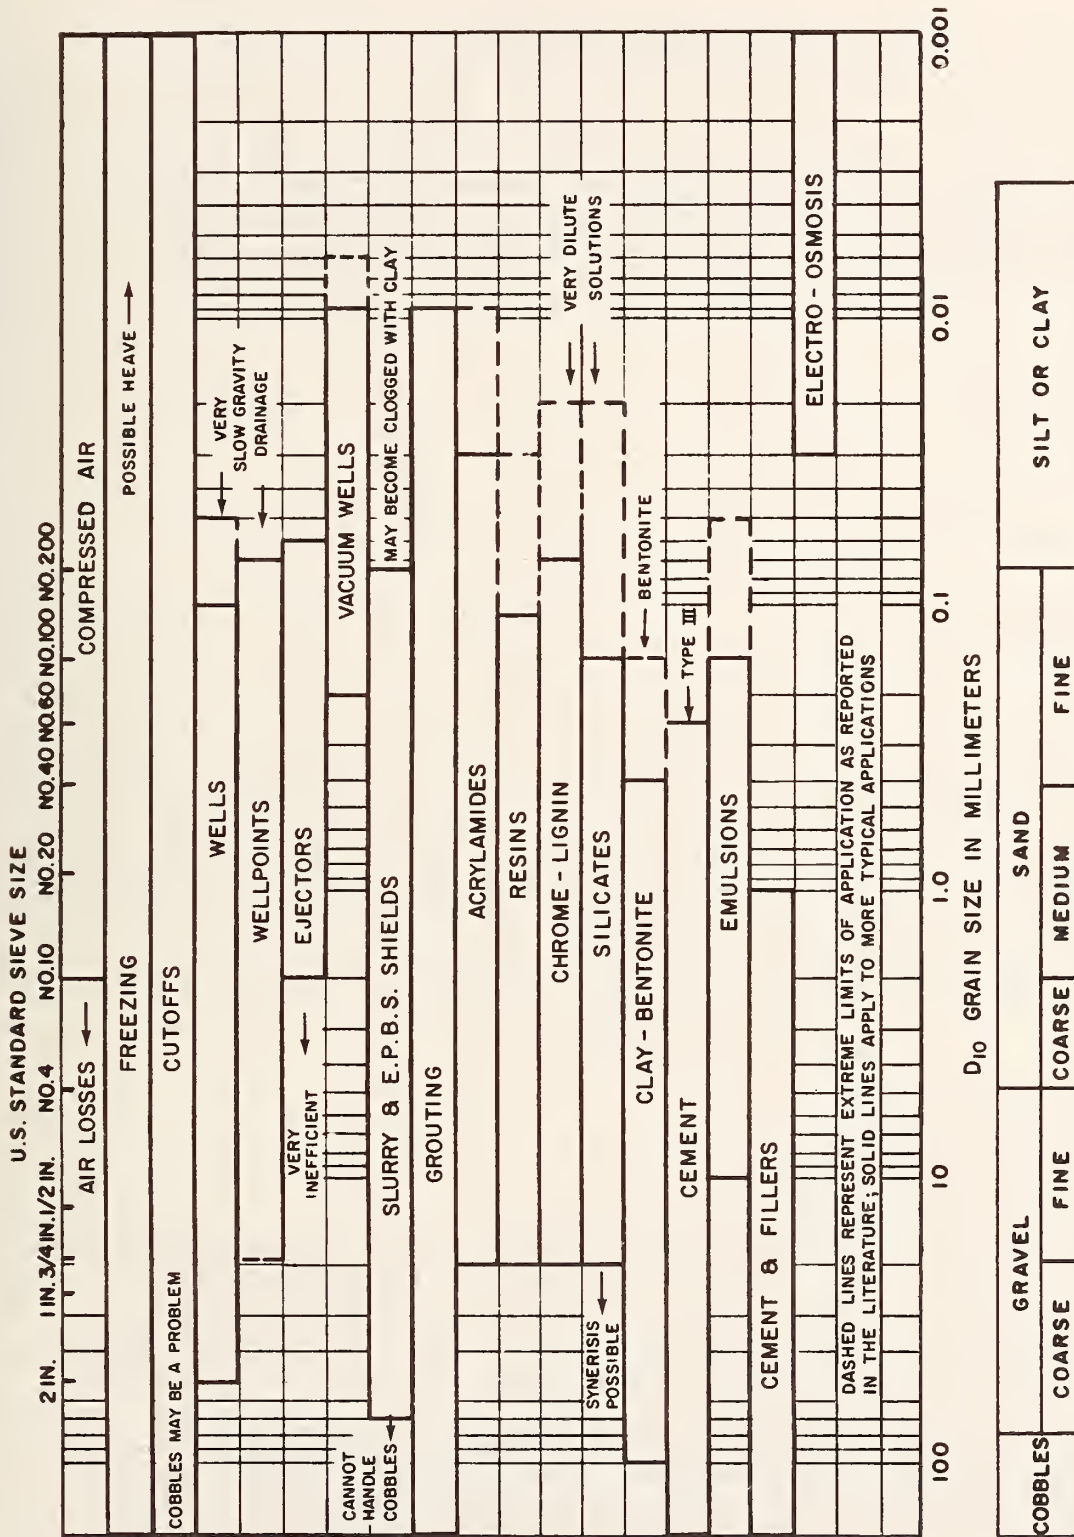 U.S. STANDARD SIEVE SIZE
2 IN. 1 IN. 3/4 IN. 1/2 IN. NO.4 NO.10 NO.20 NO.40 NO.60 NO.100 NO.200
AIR LOSSES COMPRESSED AIR
FREEZING POSSIBLE HEAVE
COBBLES MAY BE A PROBLEM CUTOFFS
WELLS
VERY
SLOW GRAVITY
DRAINAGE
WELLPOINTS
VERY
INEFFICIENT
EJECTORS
VACUUM WELLS
CANNOT
HANDLE
COBBLES
SLURRY & E.P.B.S. SHIELDS MAY BECOME CLOGGED WITH CLAY
GROUTING
ACRYLAMIDES
RESINS
CHROME - LIGNIN
VERY DILUTE
SOLUTIONS
SYNERISIS
POSSIBLE
SILICATES
CLAY - BENTONITE BENTONITE
CEMENT TYPE III
EMULSIONS
CEMENT & FILLERS
ELECTRO - OSMOSIS
DASHED LINES REPRESENT EXTREME LIMITS OF APPLICATION AS REPORTED
IN THE LITERATURE; SOLID LINES APPLY TO MORE TYPICAL APPLICATIONS
100 10 1.0 0.1 0.01 0.001
D10 GRAIN SIZE IN MILLIMETERS
COBBLES GRAVEL SAND SILT OR CLAY
COARSE FINE COARSE MEDIUM FINE